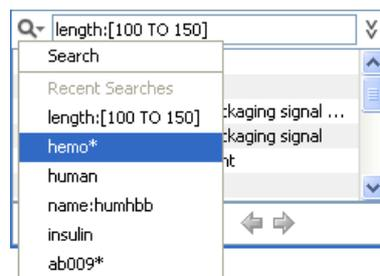 length:[100 TO 150]
Search
Recent Searches
length:[100 TO 150]
ckaging signal ...
hemo*
ckaging signal
human
nt
name:humhbb
insulin
ab009*